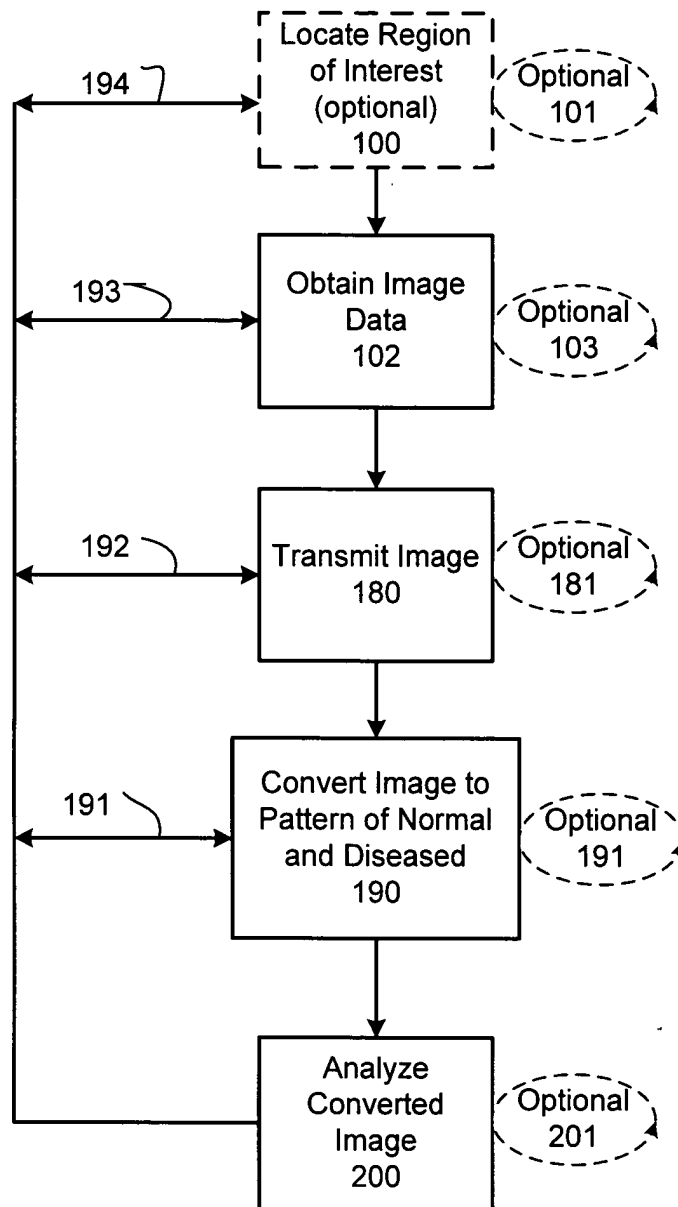 Locate Region
of Interest
(optional)
100
Optional
101
194
Obtain Image
Data
102
Optional
103
193
Transmit Image
180
Optional
181
192
Convert Image to
Pattern of Normal
and Diseased
190
Optional
191
191
Analyze
Converted
Image
200
Optional
201